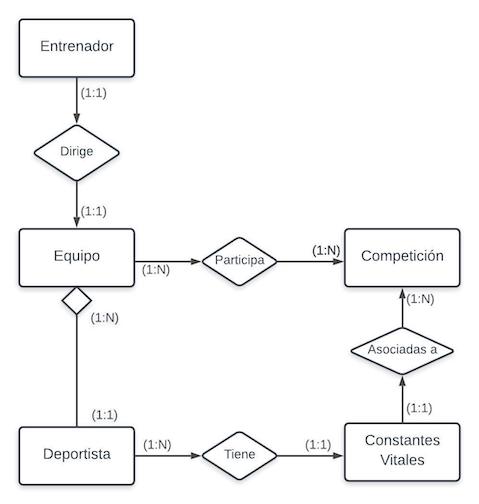 Entrenador
(1:1)
Dirige
(1:1)
Equipo
(1:N)
Participa
(1:N)
Competición
(1:N)
(1:N)
Asociadas a
(1:1)
(1:1)
Deportista
(1:N)
Tiene
(1:1)
Constantes
Vitales